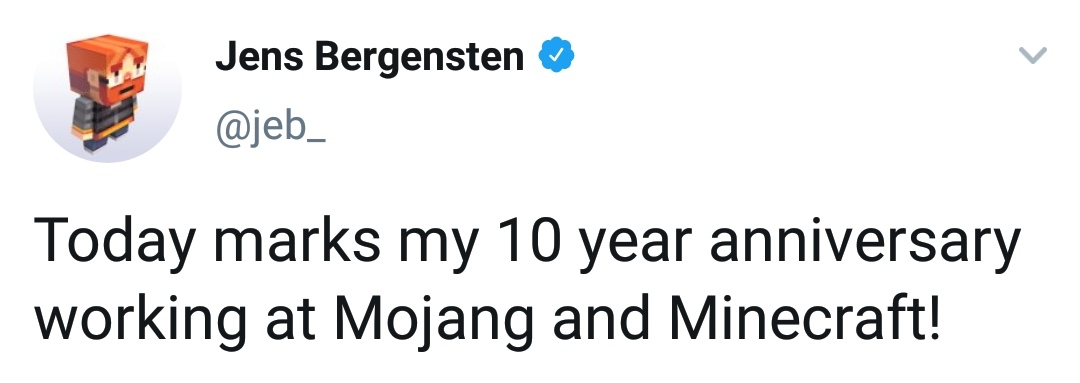 Jens Bergensten
@jeb_
Today marks my 10 year anniversary
working at Mojang and Minecraft!